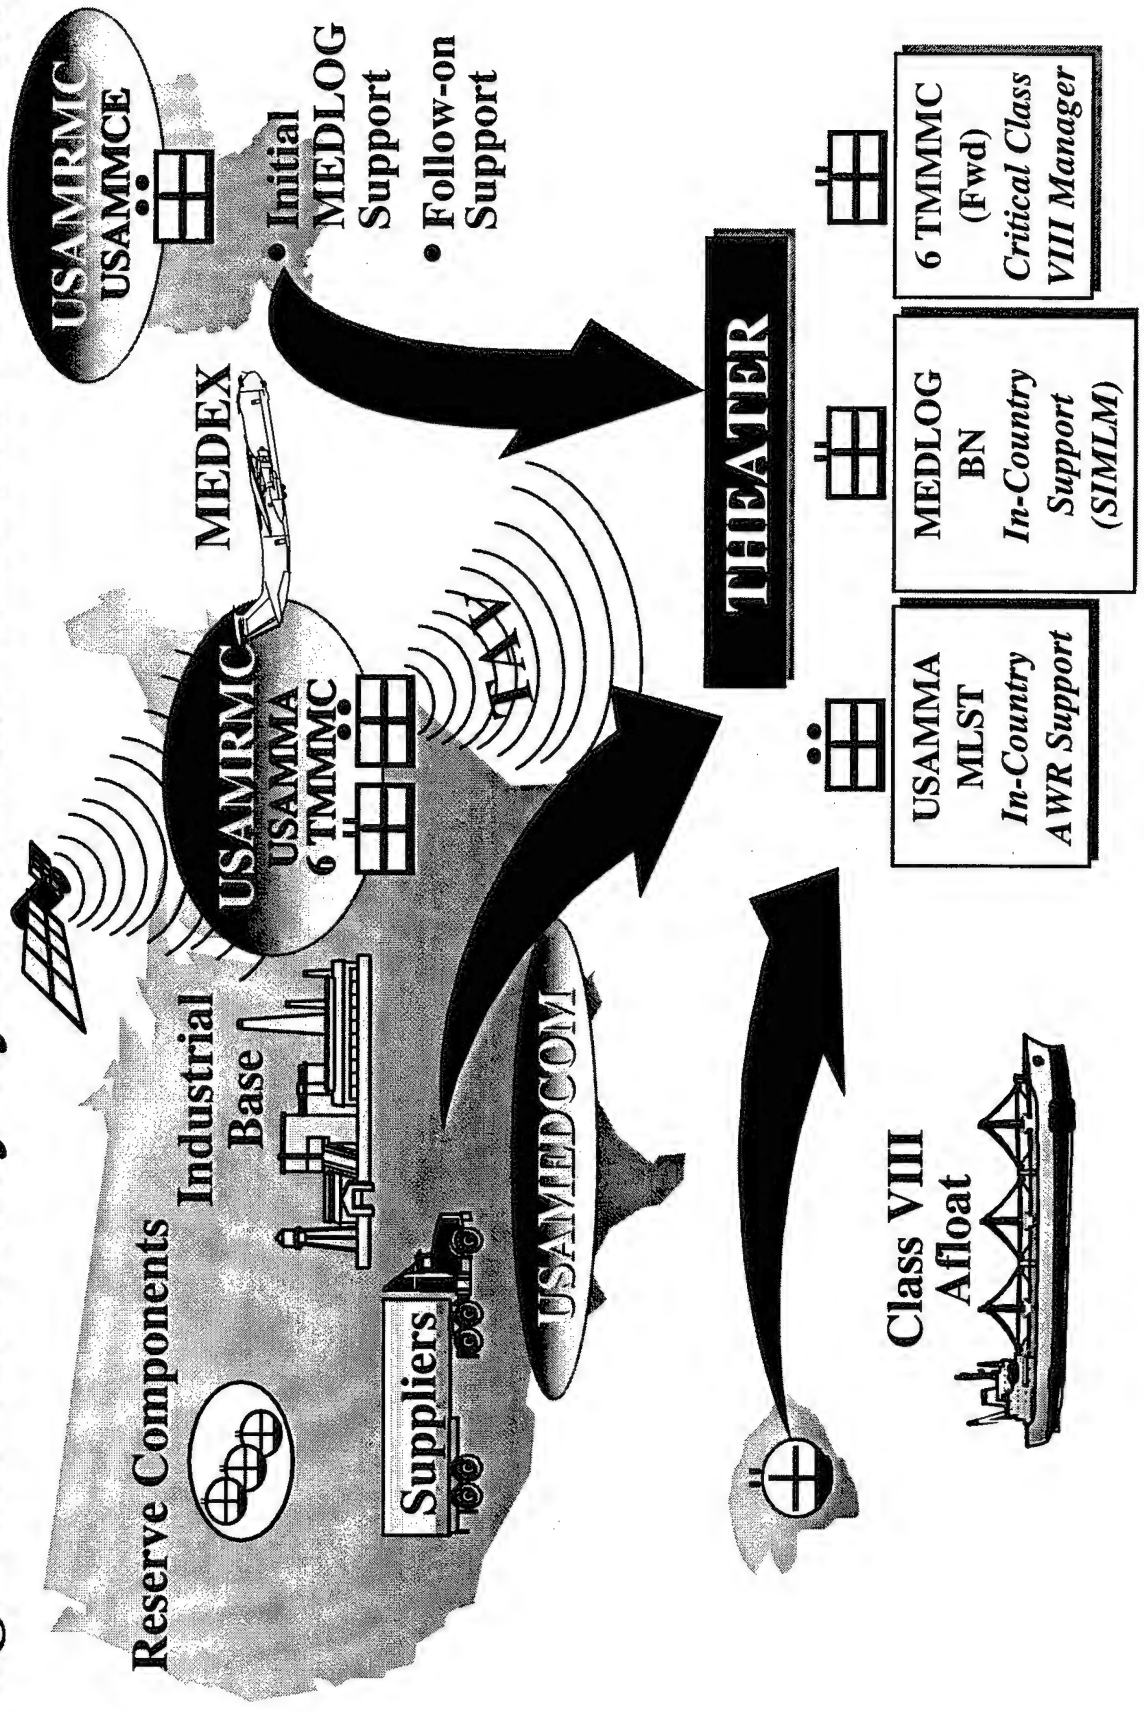 Reserve Components
Industrial
Base
Suppliers
USAMEDCOM
USAMRMC
USAMMA
6 TMMMC
MEDEX
USAMRMC
USAMMCE
• Initial
MEDLOG
Support
• Follow-on
Support
TAV
THEATER
Class VIII
Afloat
USAMMA
MLST
In-Country
AWR Support
MEDLOG
BN
In-Country
Support
(SIMLM)
6 TMMMC
(Fwd)
Critical Class
VIII Manager